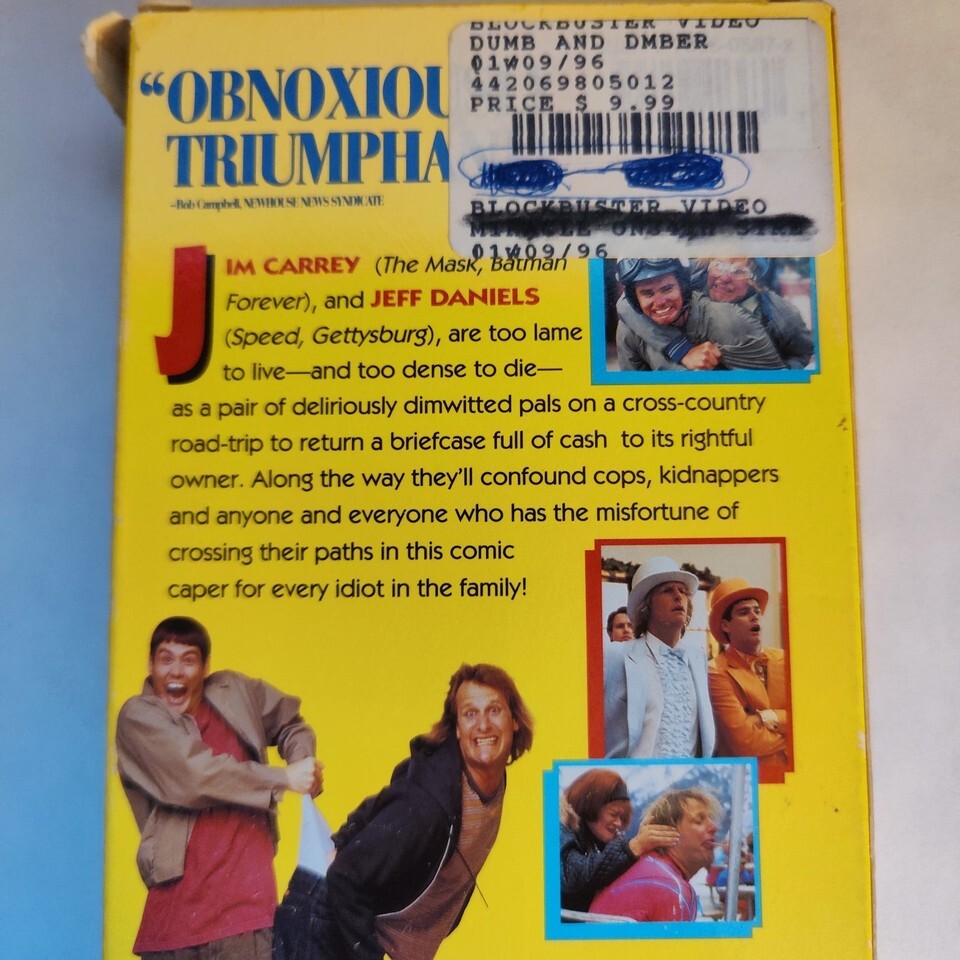 BLOCKBUSTER VIDEO
DUMB AND DMBER
01W09/96
442069805012
PRICE $ 9.99
BLOCKBUSTER VIDEO
01W09/96
“OBNOXIOU
TRIUMPHA
–Bob Campbell, NEWHOUSE NEWS SYNDICATE
JIM CARREY (The Mask, Batman
Forever), and JEFF DANIELS
(Speed, Gettysburg), are too lame
to live—and too dense to die—
as a pair of deliriously dimwitted pals on a cross-country
road-trip to return a briefcase full of cash to its rightful
owner. Along the way they’ll confound cops, kidnappers
and anyone and everyone who has the misfortune of
crossing their paths in this comic
caper for every idiot in the family!